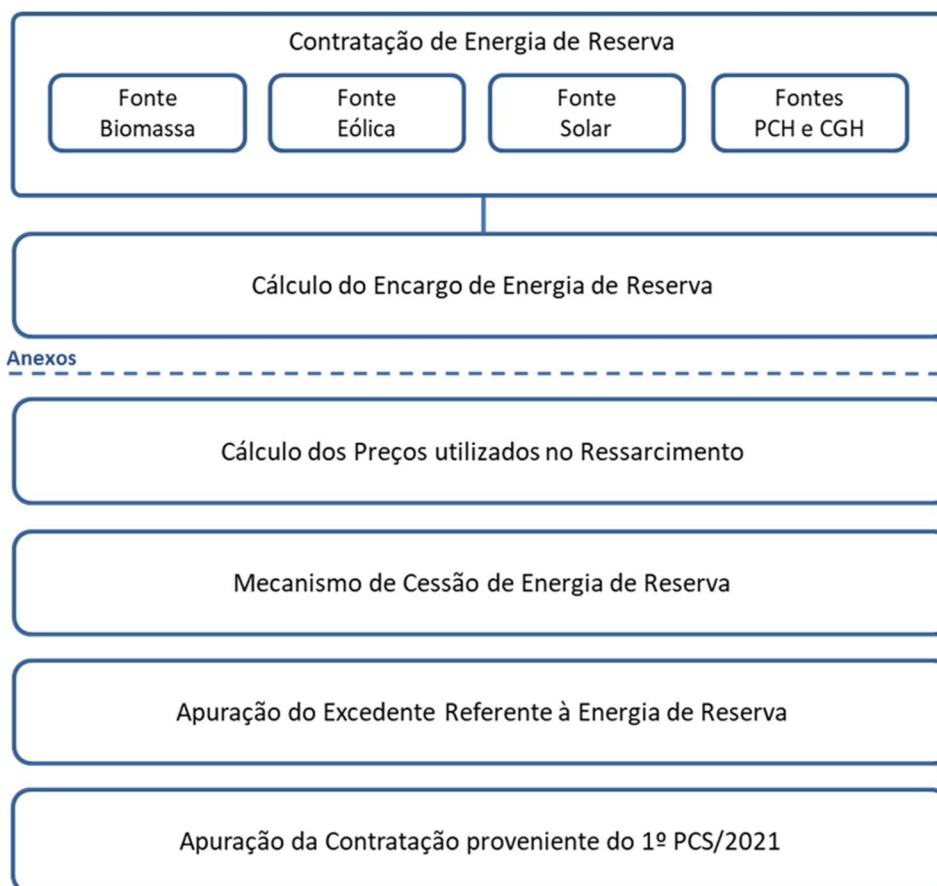 Contratação de Energia de Reserva
Fonte
Biomassa
Fonte
Eólica
Fonte
Solar
Fontes
PCH e CGH
Cálculo do Encargo de Energia de Reserva
Anexos
Cálculo dos Preços utilizados no Ressarcimento
Mecanismo de Cessão de Energia de Reserva
Apuração do Excedente Referente à Energia de Reserva
Apuração da Contratação proveniente do 1º PCS/2021